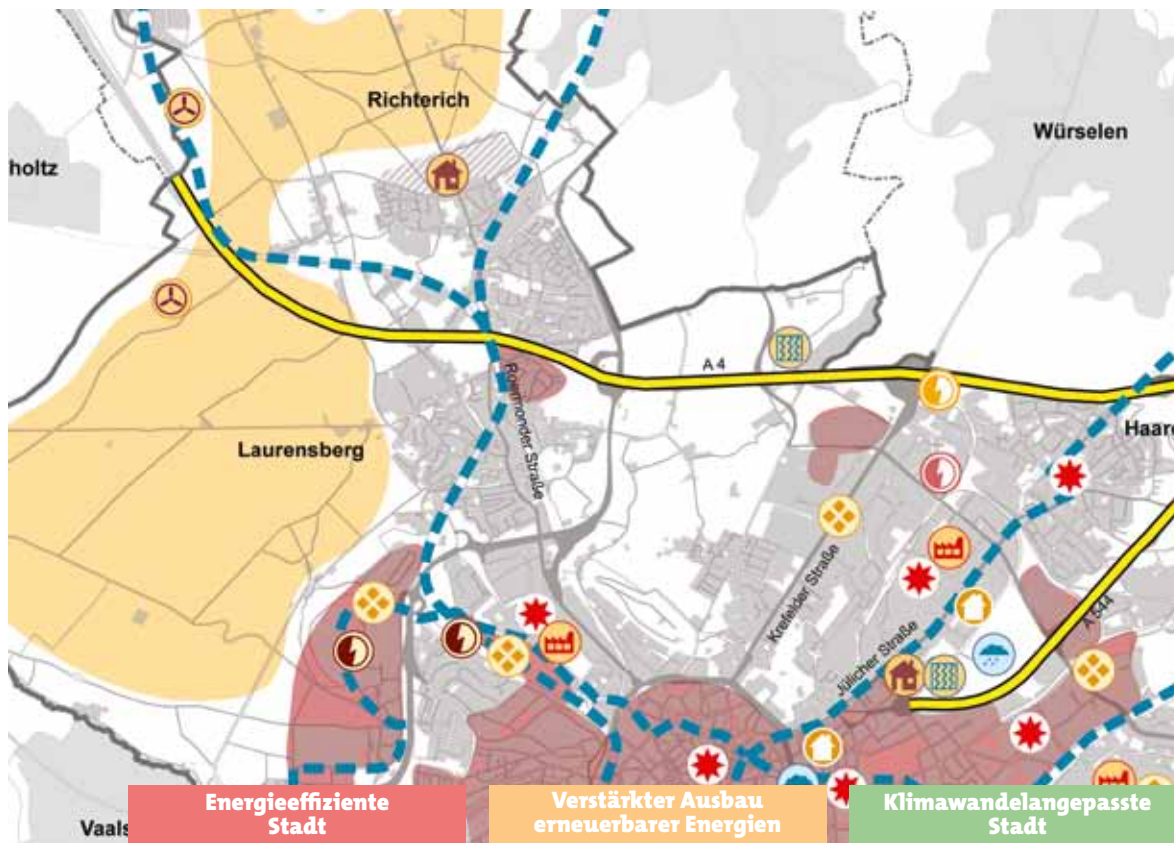 Richterich
Würselen
holtz
A 4
Roermonder Straße
Haare
Laurensberg
Krefelder Straße
A 544
Jülicher Straße
Energieeffiziente
Stadt
Verstärkter Ausbau
erneuerbarer Energien
Klimawandelangepasste
Stadt
Vaals